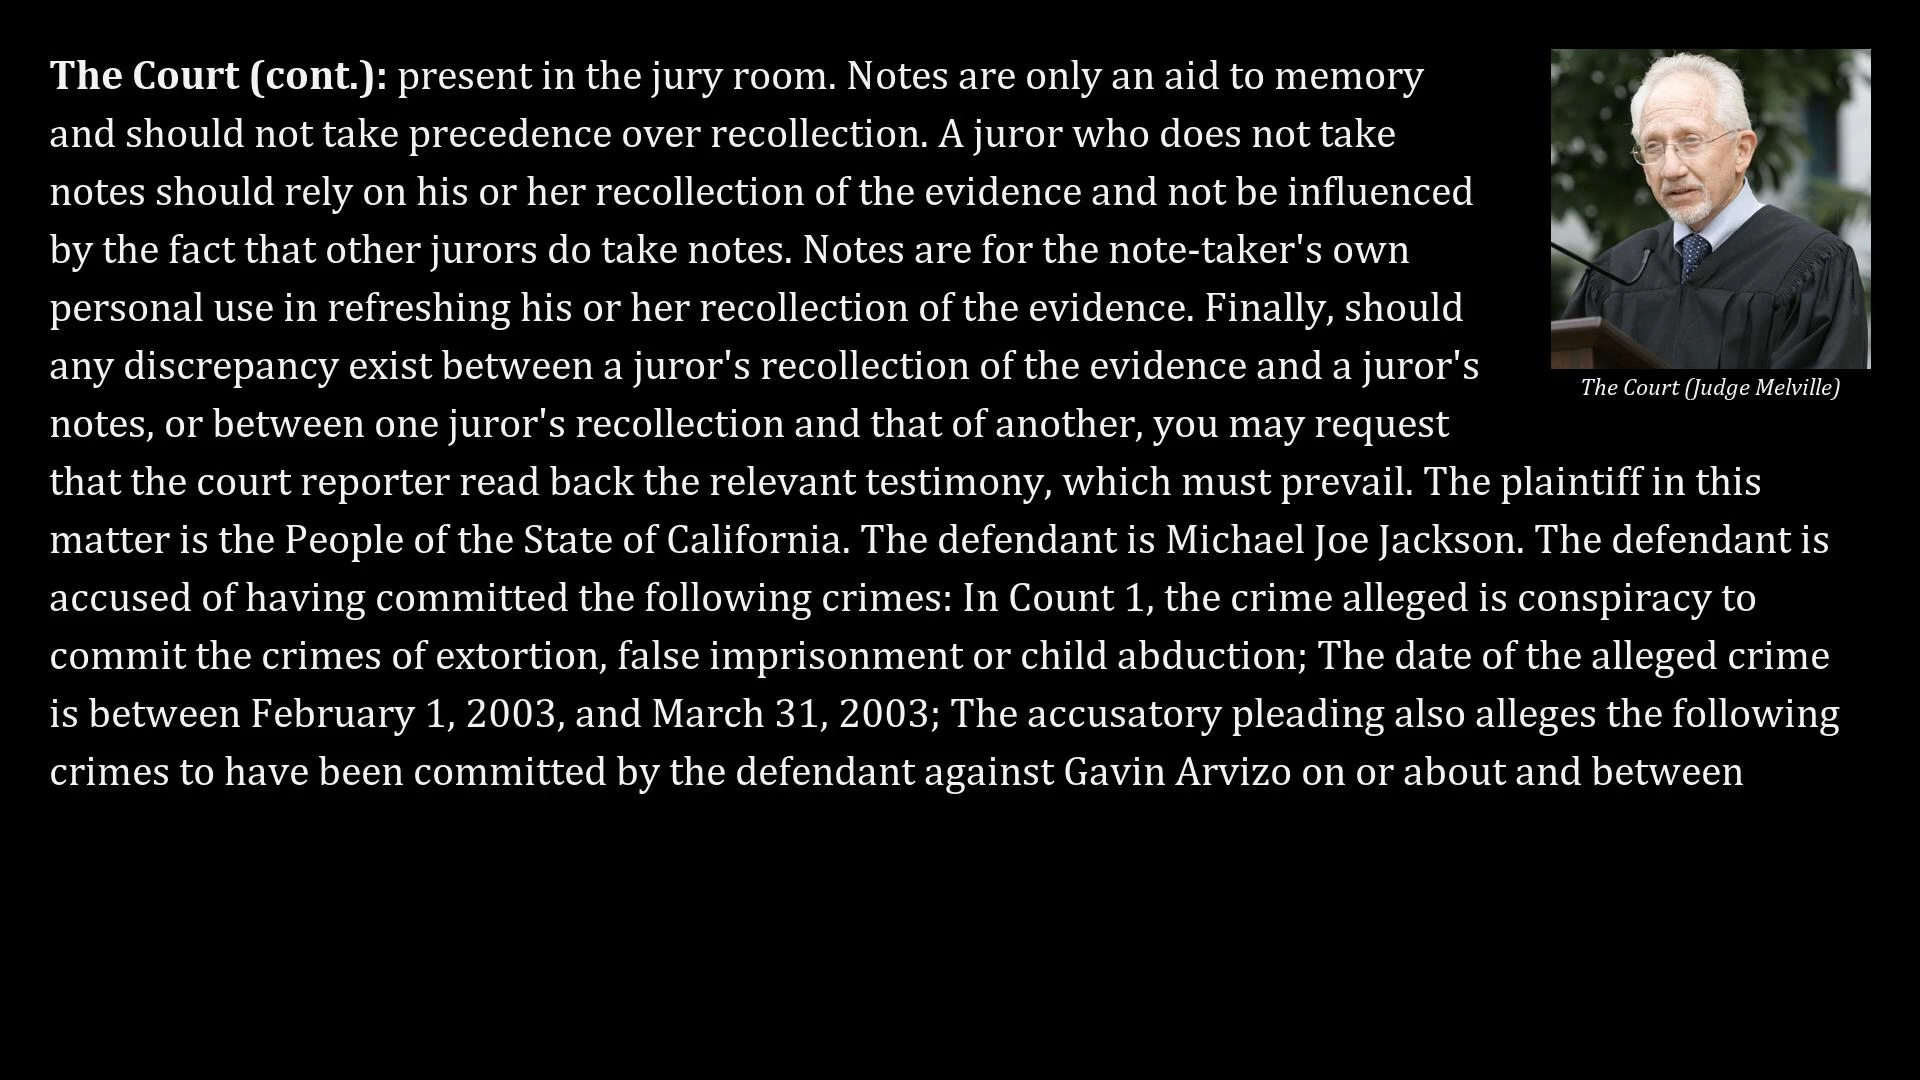 The Court (cont.): present in the jury room. Notes are only an aid to memory
and should not take precedence over recollection. A juror who does not take
notes should rely on his or her recollection of the evidence and not be influenced
by the fact that other jurors do take notes. Notes are for the note-taker's own
personal use in refreshing his or her recollection of the evidence. Finally, should
any discrepancy exist between a juror's recollection of the evidence and a juror's
notes, or between one juror's recollection and that of another, you may request
that the court reporter read back the relevant testimony, which must prevail. The plaintiff in this
matter is the People of the State of California. The defendant is Michael Joe Jackson. The defendant is
accused of having committed the following crimes: In Count 1, the crime alleged is conspiracy to
commit the crimes of extortion, false imprisonment or child abduction; The date of the alleged crime
is between February 1, 2003, and March 31, 2003; The accusatory pleading also alleges the following
crimes to have been committed by the defendant against Gavin Arvizo on or about and between
The Court (Judge Melville)